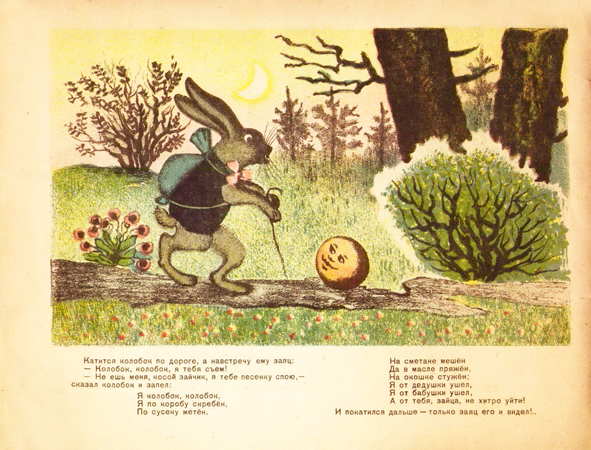 Катится колобок по дороге, а навстречу ему заяц:
— Колобок, колобок, я тебя съем!
— Не ешь меня, косой зайчик, я тебе песенку спою,—
сказал колобок и запел:
Я колобок, колобок,
Я по коробу скребён,
По сусеку метён,
На сметане мешён
Да в масле пряжён,
На окошке стужён;
Я от дедушки ушел,
Я от бабушки ушел,
А от тебя, зайца, не хитро уйти!
И покатился дальше — только заяц его и видел!..